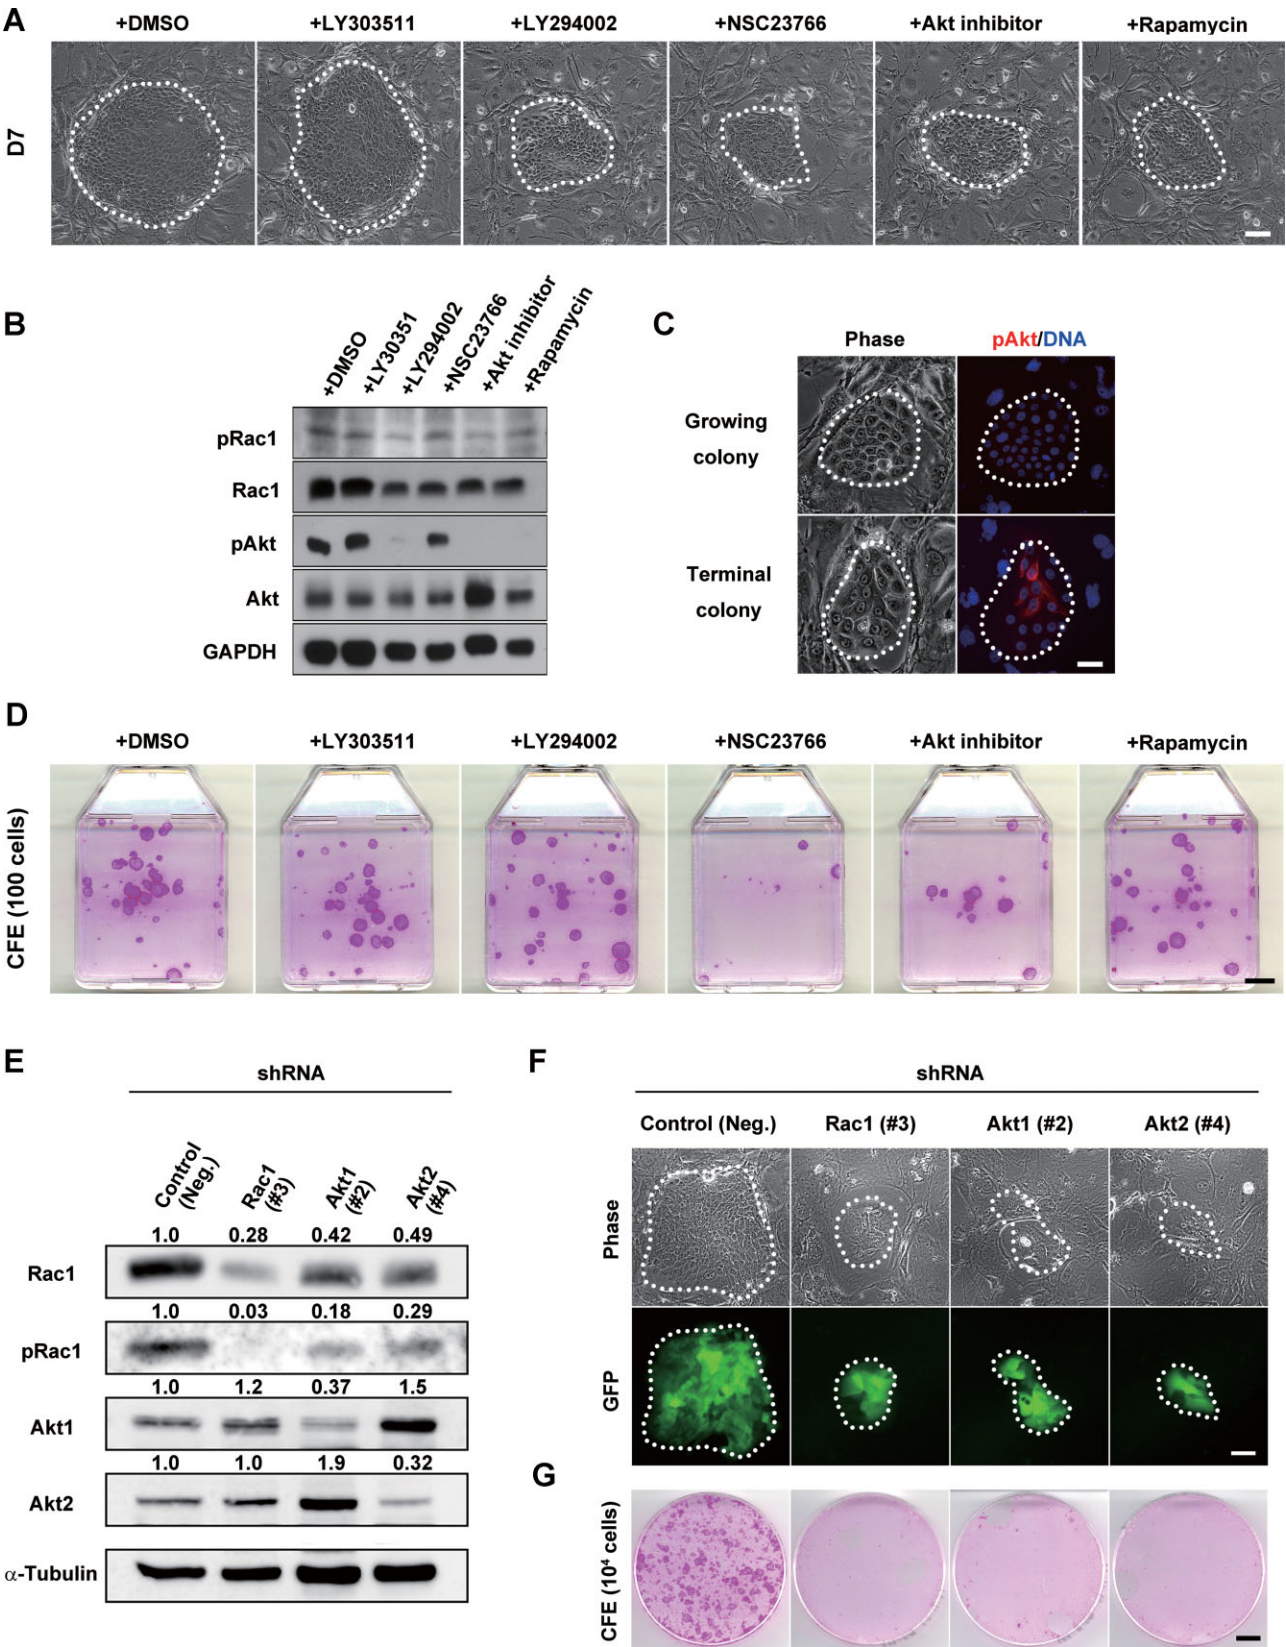 A
+DMSO +LY303511 +LY294002 +NSC23766 +Akt inhibitor +Rapamycin
D7
B
+DMSO +LY30351 +LY294002 +NSC23766 +Akt inhibitor +Rapamycin
pRac1
Rac1
pAkt
Akt
GAPDH
C
Phase pAkt/DNA
Growing
colony
Terminal
colony
D
+DMSO +LY303511 +LY294002 +NSC23766 +Akt inhibitor +Rapamycin
CFE (100 cells)
E
shRNA
Control
(Neg.)
Rac1
(#3)
Akt1
(#2)
Akt2
(#4)
1.0 0.28 0.42 0.49
Rac1
1.0 0.03 0.18 0.29
pRac1
1.0 1.2 0.37 1.5
Akt1
1.0 1.0 1.9 0.32
Akt2
α-Tubulin
F
shRNA
Control (Neg.) Rac1 (#3) Akt1 (#2) Akt2 (#4)
Phase
GFP
G
CFE (10⁴ cells)